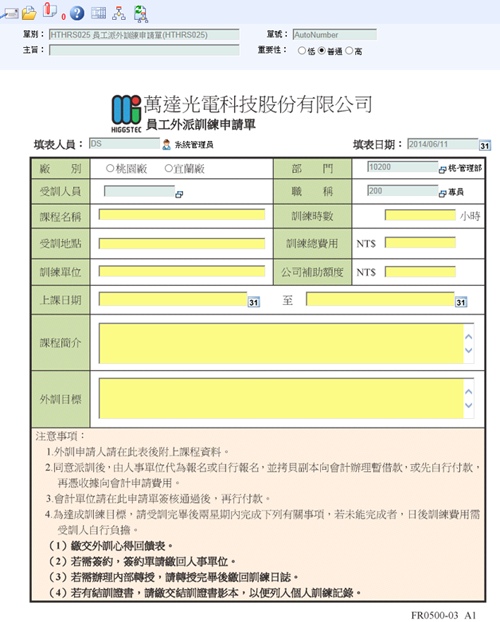 0
單別： HTHRS025 員工派外訓練申請單(HTHRS025) 單號： AutoNumber
主旨： 重要性： 低 普通 高
HIGGSTEC 萬達光電科技股份有限公司
員工外派訓練申請單
填表人員： DS 系統管理員 填表日期： 2014/06/11 31
廠 別 桃園廠 宜蘭廠 部 門 10200 桃-管理部
受訓人員 職 稱 200 專員
課程名稱 訓練時數 小時
受訓地點 訓練總費用 NT$
訓練單位 公司補助額度 NT$
上課日期 31 至 31
課程簡介
外訓目標
注意事項：
1.外訓申請人請在此表後附上課程資料。
2.同意派訓後，由人事單位代為報名或自行報名，並拷貝副本向會計辦理暫借款，或先自行付款，
再憑收據向會計申請費用。
3.會計單位請在此申請單簽核通過後，再行付款。
4.為達成訓練目標，請受訓完畢後兩星期內完成下列有關事項，若未能完成者，日後訓練費用需
受訓人自行負擔。
（1）繳交外訓心得回饋表。
（2）若需簽約，簽約單請繳回人事單位。
（3）若需辦理內部轉授，請轉授完畢後繳回訓練日誌。
（4）若有結訓證書，請繳交結訓證書影本，以便列入個人訓練記錄。
FR0500-03 A1